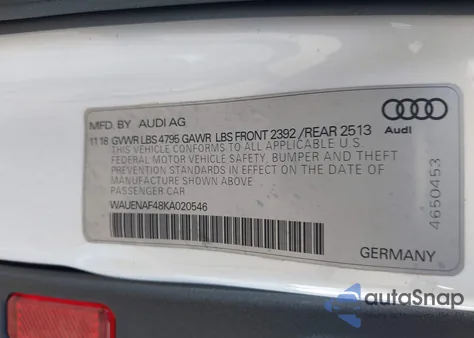 MFD. BY AUDI AG
11 18 GVWR LBS 4795 GAWR LBS FRONT 2392 /REAR 2513
THIS VEHICLE CONFORMS TO ALL APPLICABLE U.S.
FEDERAL MOTOR VEHICLE SAFETY, BUMPER AND THEFT
PREVENTION STANDARDS IN EFFECT ON THE DATE OF
MANUFACTURE SHOWN ABOVE
PASSENGER CAR
WAUENAF48KA020546
GERMANY
Audi
4650453
autoSnap